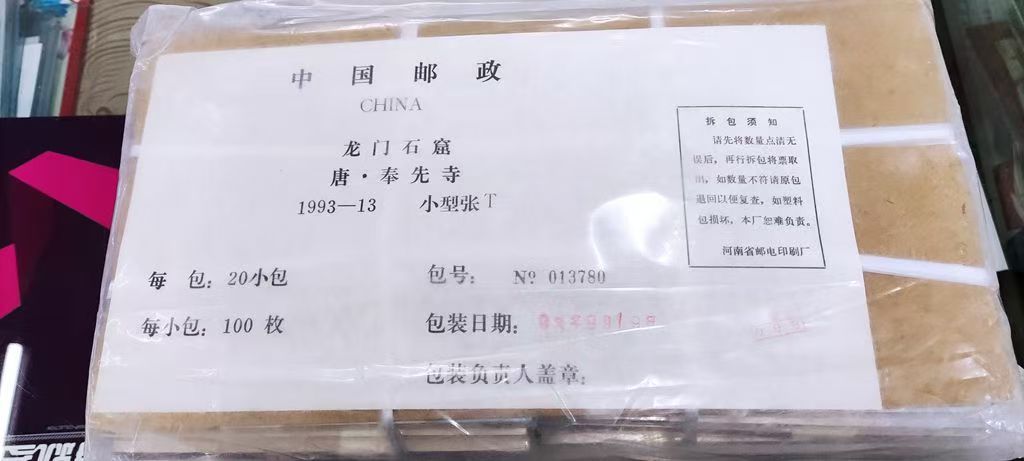 中国邮政
CHINA
龙门石窟
唐·奉先寺
1993—13 小型张T
每 包：20小包
包号： № 013780
每小包：100 枚
包装日期：
包装负责人盖章：
拆包须知
请先将数量点清无
误后，再行拆包将票取
出，如数量不符请原包
退回以便复查，如塑料
包损坏，本厂恕难负责。
河南省邮电印刷厂